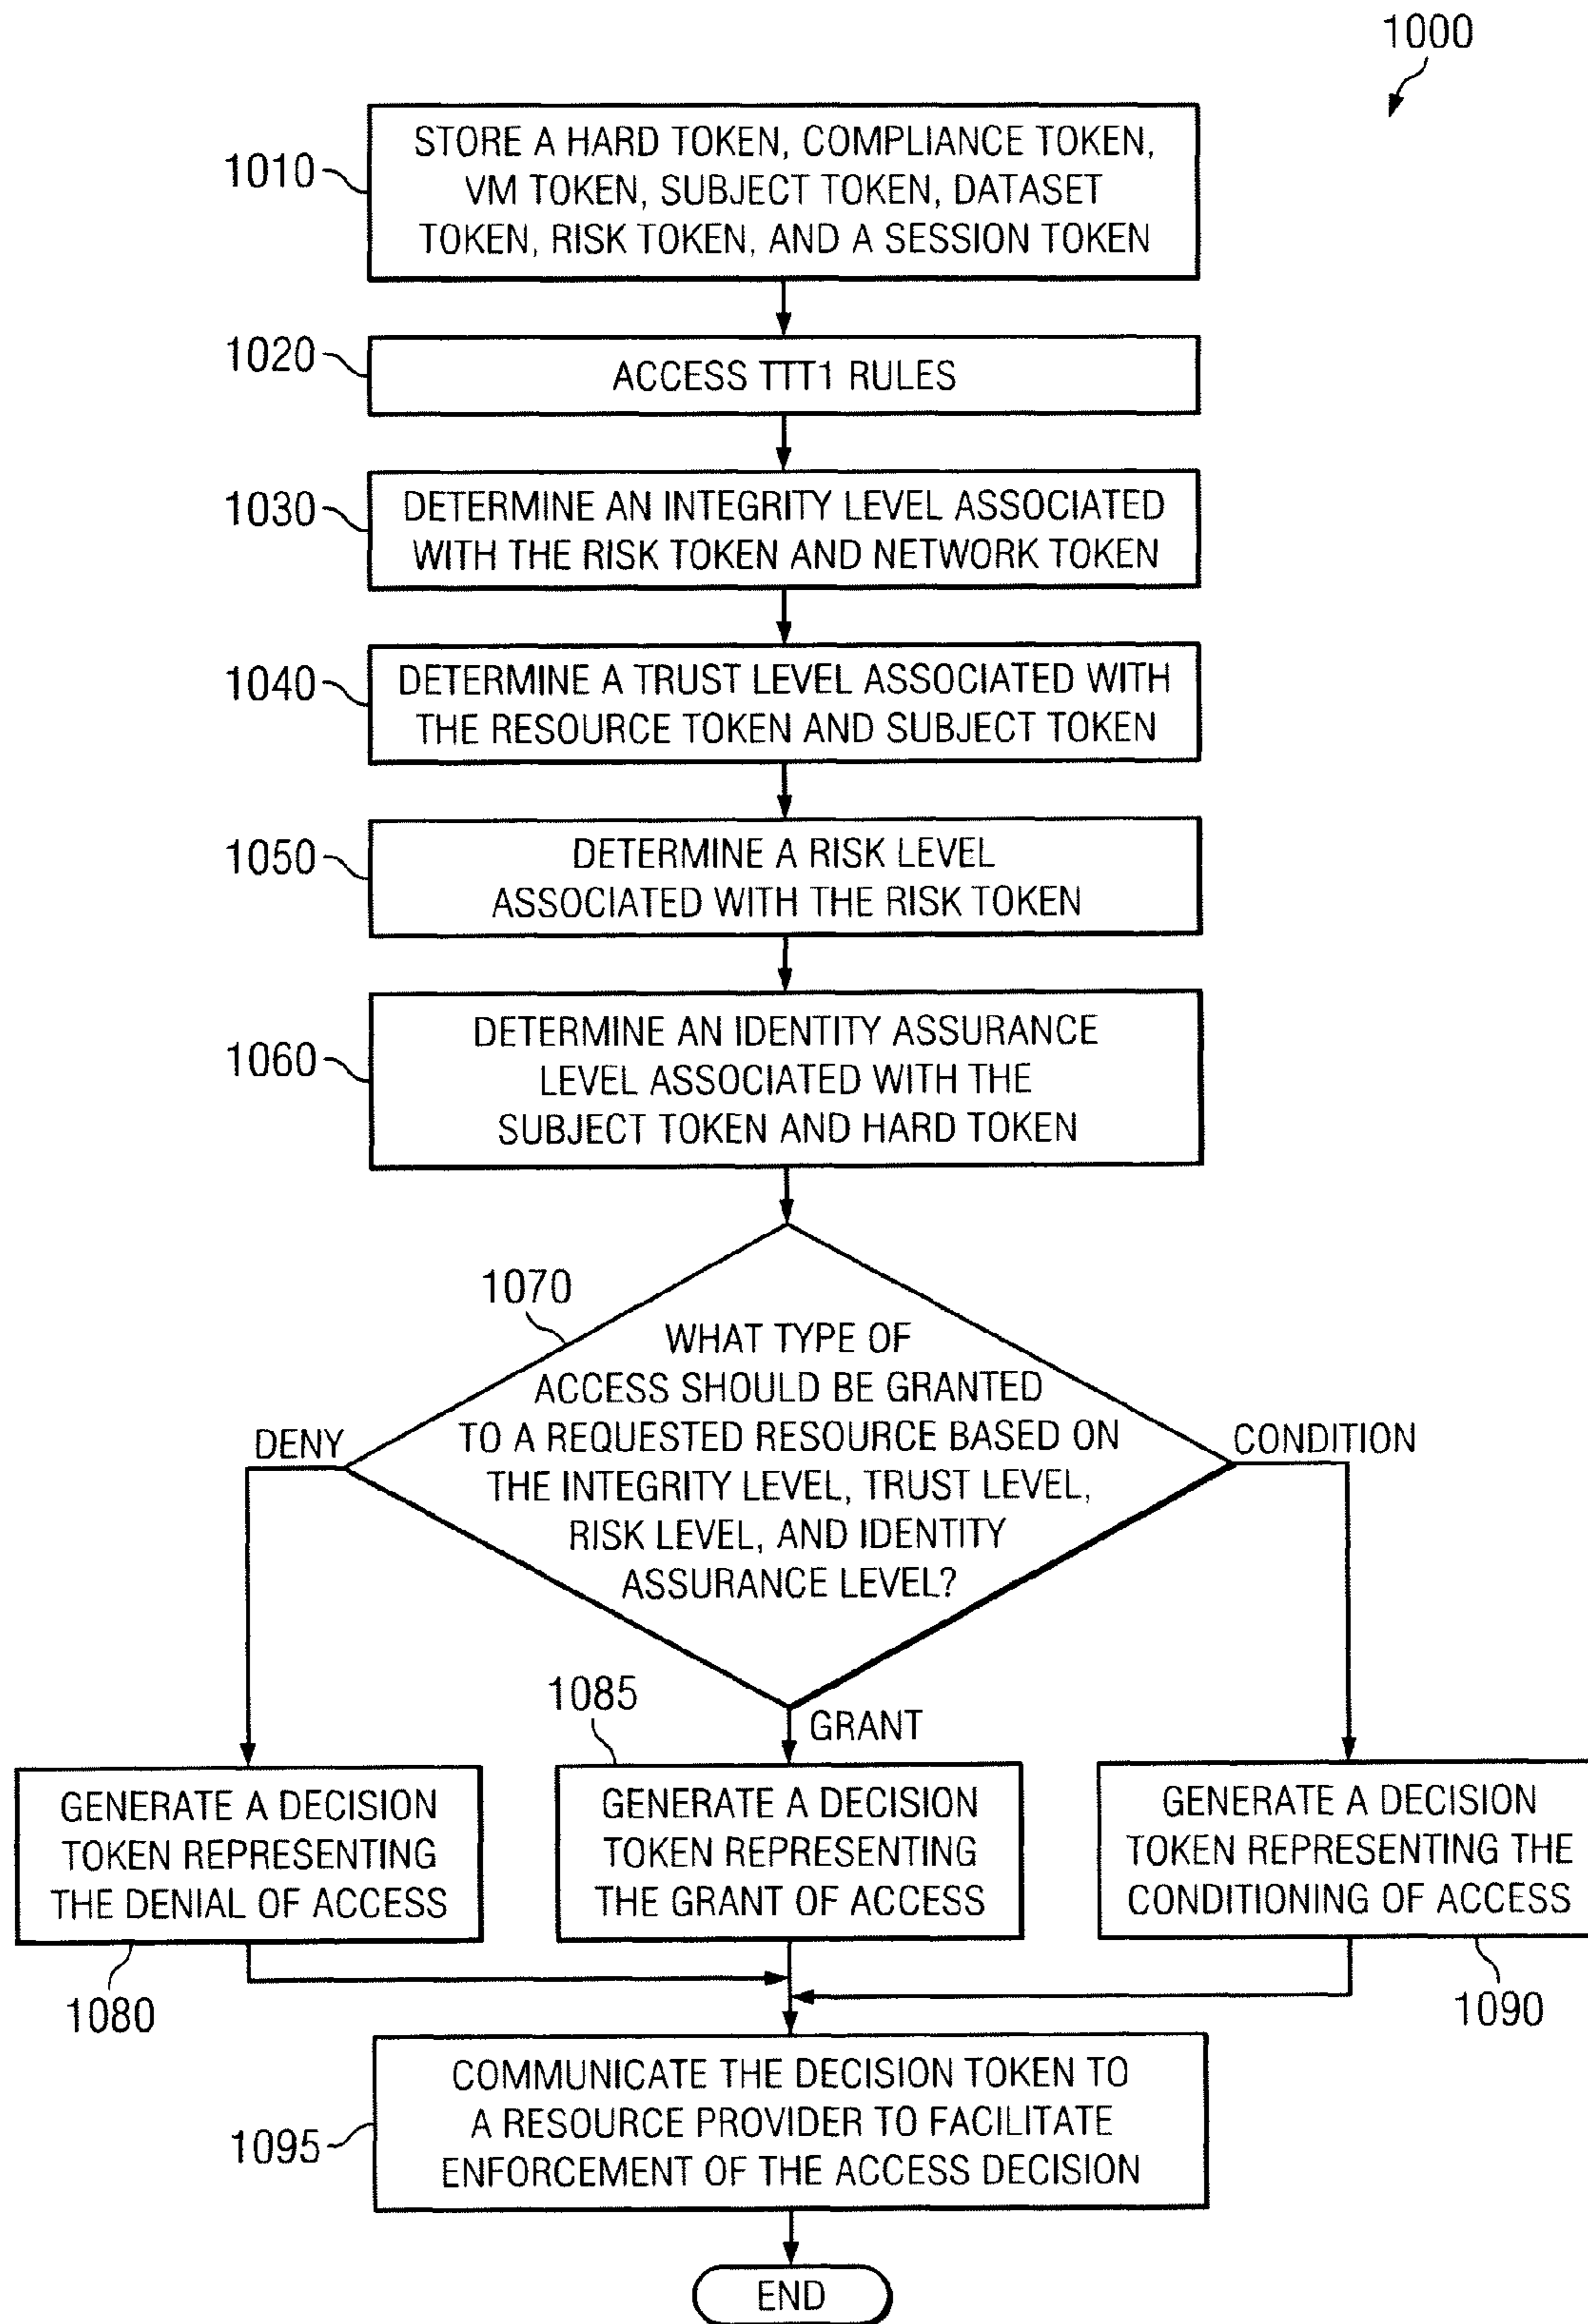 1000
1010
STORE A HARD TOKEN, COMPLIANCE TOKEN,
VM TOKEN, SUBJECT TOKEN, DATASET
TOKEN, RISK TOKEN, AND A SESSION TOKEN
1020
ACCESS TTT1 RULES
1030
DETERMINE AN INTEGRITY LEVEL ASSOCIATED
WITH THE RISK TOKEN AND NETWORK TOKEN
1040
DETERMINE A TRUST LEVEL ASSOCIATED WITH
THE RESOURCE TOKEN AND SUBJECT TOKEN
1050
DETERMINE A RISK LEVEL
ASSOCIATED WITH THE RISK TOKEN
1060
DETERMINE AN IDENTITY ASSURANCE
LEVEL ASSOCIATED WITH THE
SUBJECT TOKEN AND HARD TOKEN
1070
WHAT TYPE OF
ACCESS SHOULD BE GRANTED
TO A REQUESTED RESOURCE BASED ON
THE INTEGRITY LEVEL, TRUST LEVEL,
RISK LEVEL, AND IDENTITY
ASSURANCE LEVEL?
DENY
CONDITION
GRANT
GENERATE A DECISION
TOKEN REPRESENTING
THE DENIAL OF ACCESS
1080
1085
GENERATE A DECISION
TOKEN REPRESENTING
THE GRANT OF ACCESS
GENERATE A DECISION
TOKEN REPRESENTING THE
CONDITIONING OF ACCESS
1090
1095
COMMUNICATE THE DECISION TOKEN TO
A RESOURCE PROVIDER TO FACILITATE
ENFORCEMENT OF THE ACCESS DECISION
END